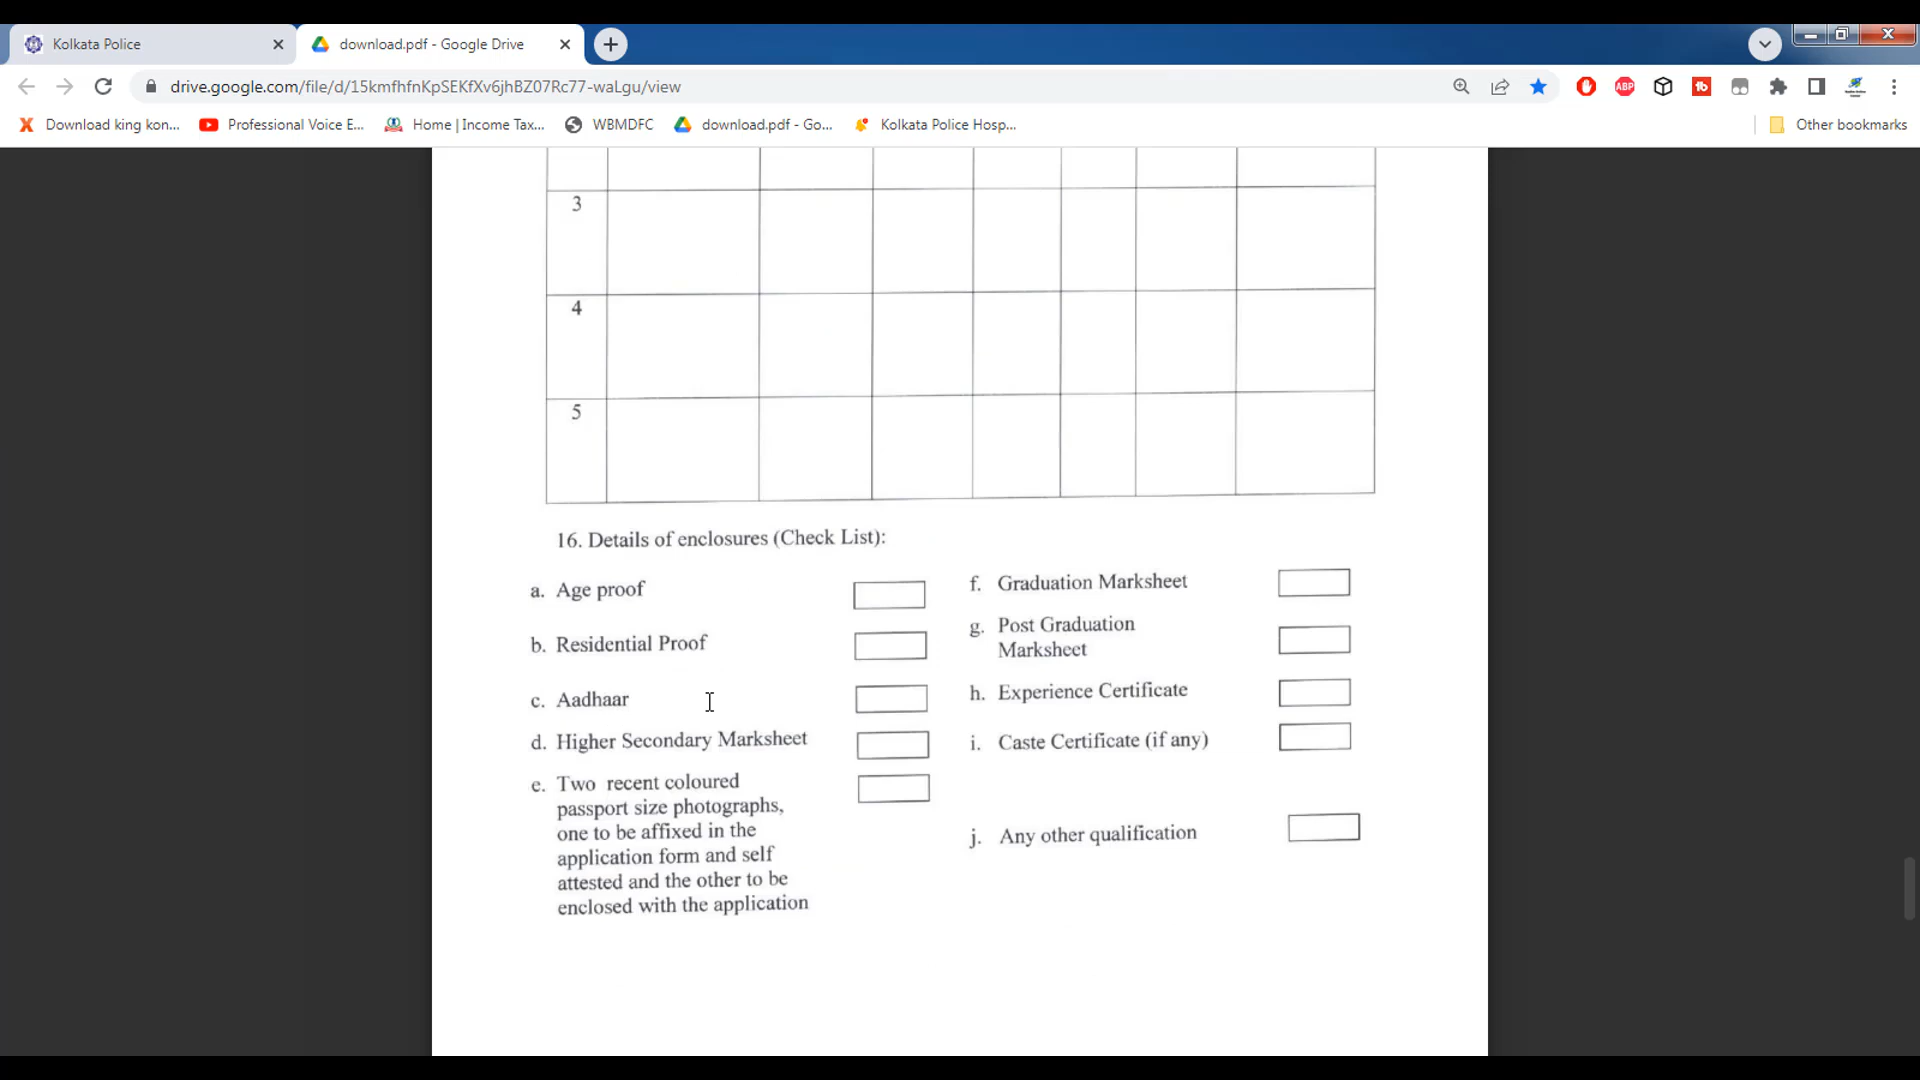 Kolkata Police
download.pdf - Google Drive
drive.google.com/file/d/15kmfhfnKpSEKfXv6jhBZ07Rc77-waLgu/view
ABP
Download king kon...
Professional Voice E...
Home | Income Tax...
WBMDFC
download.pdf - Go...
Kolkata Police Hosp...
Other bookmarks
3
4
5
16. Details of enclosures (Check List):
a. Age proof
b. Residential Proof
c. Aadhaar
d. Higher Secondary Marksheet
e. Two recent coloured
passport size photographs,
one to be affixed in the
application form and self
attested and the other to be
enclosed with the application
f. Graduation Marksheet
g. Post Graduation
Marksheet
h. Experience Certificate
i. Caste Certificate (if any)
j. Any other qualification